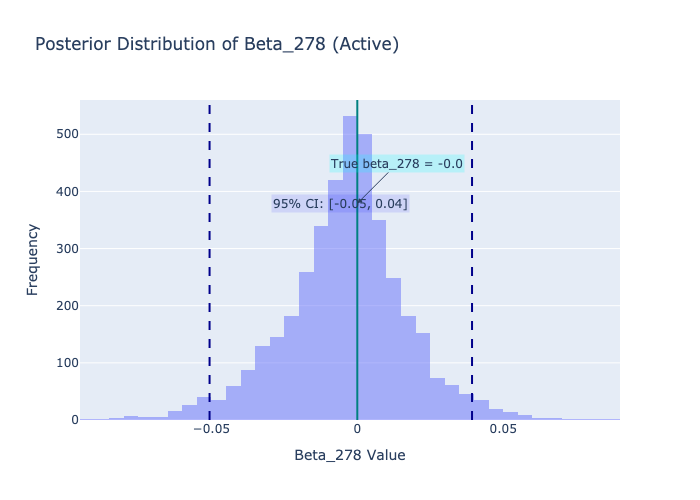 Posterior Distribution of Beta_278 (Active)
500
True beta_278 = -0.0
400
95% CI: [-0.05, 0.04]
300
200
100
0
Frequency
−0.05
0
0.05
Beta_278 Value